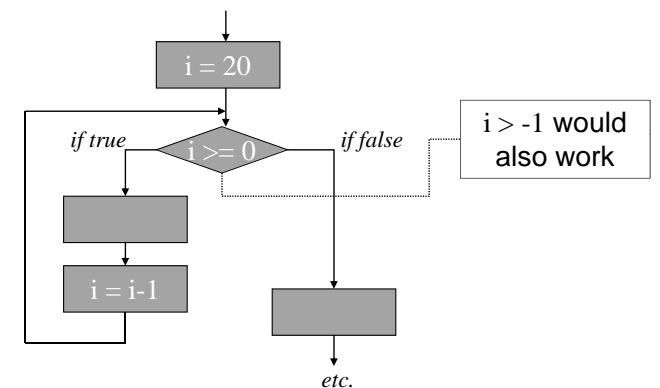 i = 20
if true
i >= 0
if false
i > -1 would
also work
i = i-1
etc.